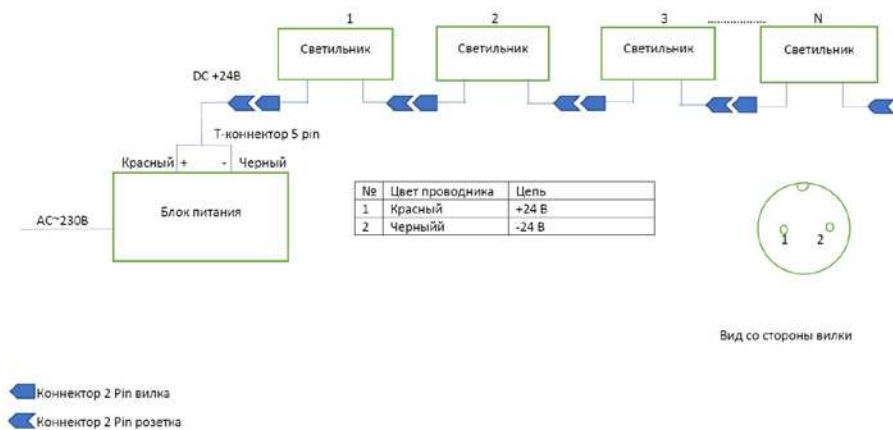 1 2 3 .............. N
Светильник Светильник Светильник Светильник
DC +24В
Т-коннектор 5 pin
Красный + - Черный
Блок питания
AC~230В
№ Цвет проводника Цепь
1 Красный +24 В
2 Черныйй -24 В
1 2
Вид со стороны вилки
Коннектор 2 Pin вилка
Коннектор 2 Pin розетка